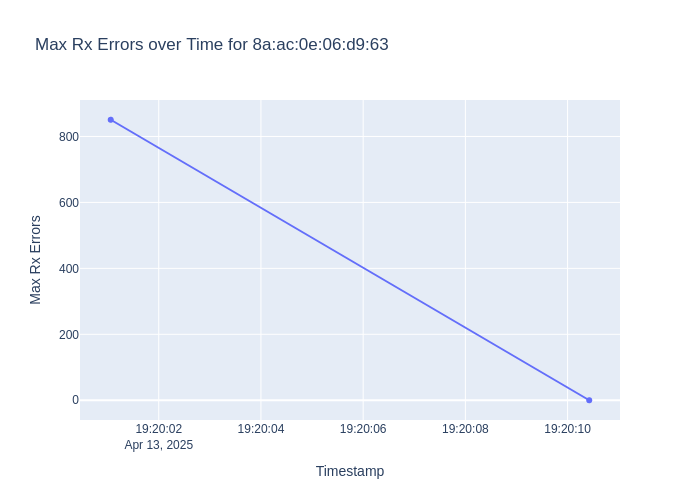 Max Rx Errors over Time for 8a:ac:0e:06:d9:63
Max Rx Errors
800
600
400
200
0
19:20:02 19:20:04 19:20:06 19:20:08 19:20:10
Apr 13, 2025
Timestamp